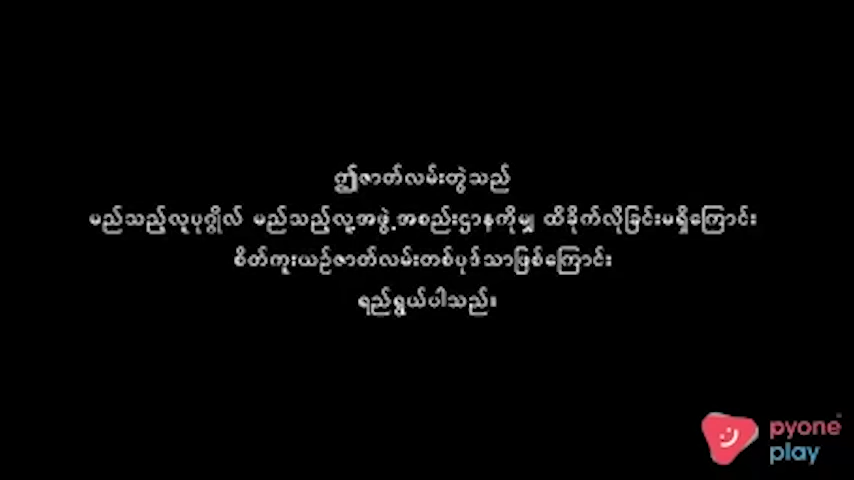 ဤဇာတ်လမ်းတွဲသည်
မည်သည့်လူပုဂ္ဂိုလ် မည်သည့်လူ့အဖွဲ့အစည်းဌာနကိုမျှ ထိခိုက်လိုခြင်းမရှိကြောင်း
စိတ်ကူးယဉ်ဇာတ်လမ်းတစ်ပုဒ်သာဖြစ်ကြောင်း
ရည်ရွယ်ပါသည်။
pyone
play